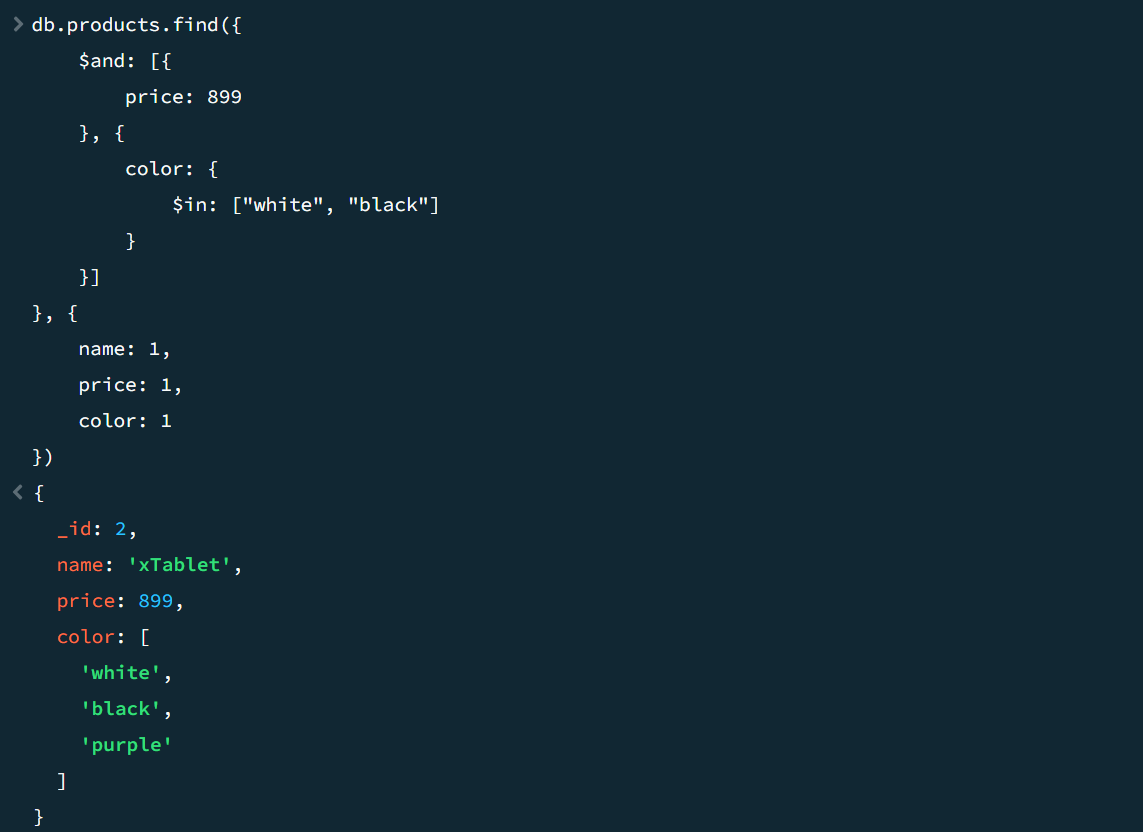 > db.products.find({
    $and: [{
        price: 899
    }, {
        color: {
            $in: ["white", "black"]
        }
    }]
}, {
    name: 1,
    price: 1,
    color: 1
})
< {
  _id: 2,
  name: 'xTablet',
  price: 899,
  color: [
    'white',
    'black',
    'purple'
  ]
}